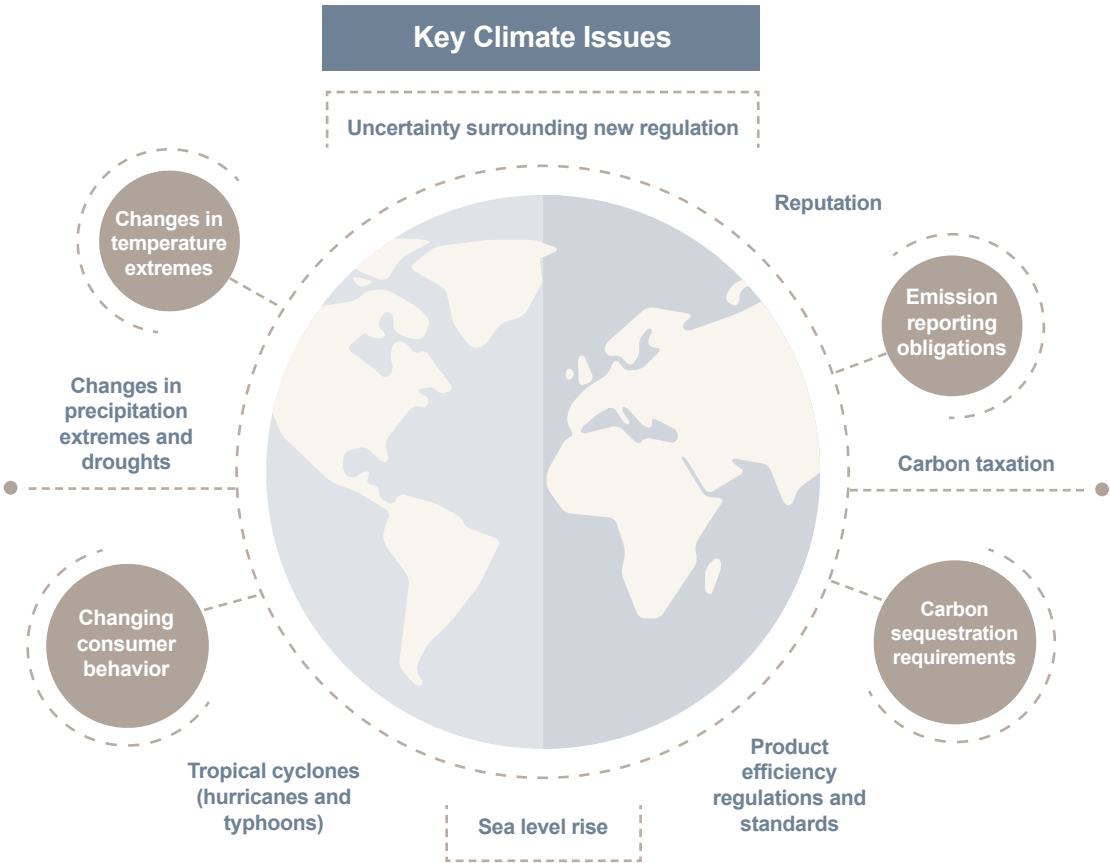 Key Climate Issues
Uncertainty surrounding new regulation
Reputation
Changes in
temperature
extremes
Emission
reporting
obligations
Changes in
precipitation
extremes and
droughts
Carbon taxation
Changing
consumer
behavior
Carbon
sequestration
requirements
Tropical cyclones
(hurricanes and
typhoons)
Sea level rise
Product
efficiency
regulations and
standards